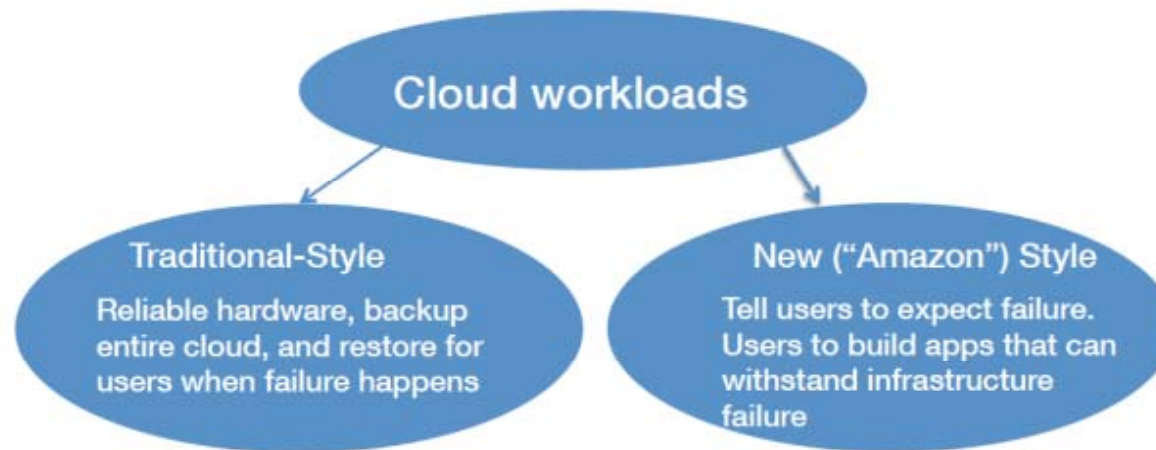 Cloud workloads
Traditional-Style
Reliable hardware, backup
entire cloud, and restore for
users when failure happens
New (“Amazon”) Style
Tell users to expect failure.
Users to build apps that can
withstand infrastructure
failure